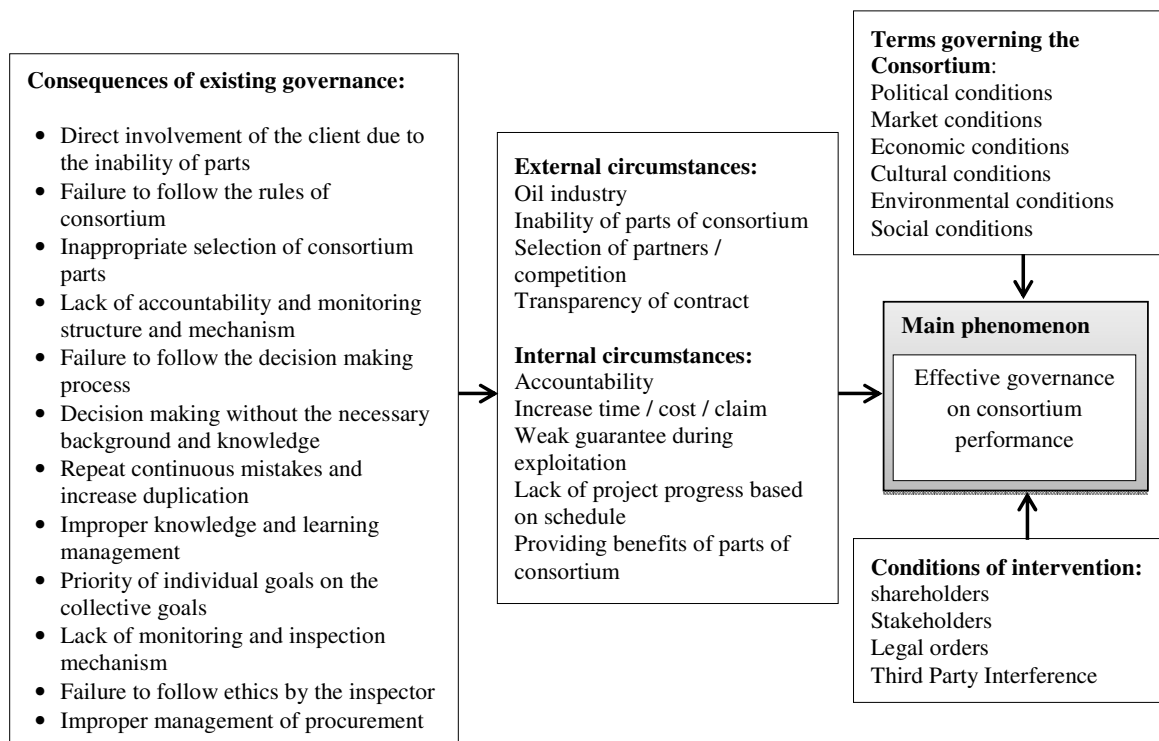 Consequences of existing governance:
• Direct involvement of the client due to
the inability of parts
• Failure to follow the rules of
consortium
• Inappropriate selection of consortium
parts
• Lack of accountability and monitoring
structure and mechanism
• Failure to follow the decision making
process
• Decision making without the necessary
background and knowledge
• Repeat continuous mistakes and
increase duplication
• Improper knowledge and learning
management
• Priority of individual goals on the
collective goals
• Lack of monitoring and inspection
mechanism
• Failure to follow ethics by the inspector
• Improper management of procurement
External circumstances:
Oil industry
Inability of parts of consortium
Selection of partners /
competition
Transparency of contract
Internal circumstances:
Accountability
Increase time / cost / claim
Weak guarantee during
exploitation
Lack of project progress based
on schedule
Providing benefits of parts of
consortium
Terms governing the
Consortium:
Political conditions
Market conditions
Economic conditions
Cultural conditions
Environmental conditions
Social conditions
Main phenomenon
Effective governance
on consortium
performance
Conditions of intervention:
shareholders
Stakeholders
Legal orders
Third Party Interference